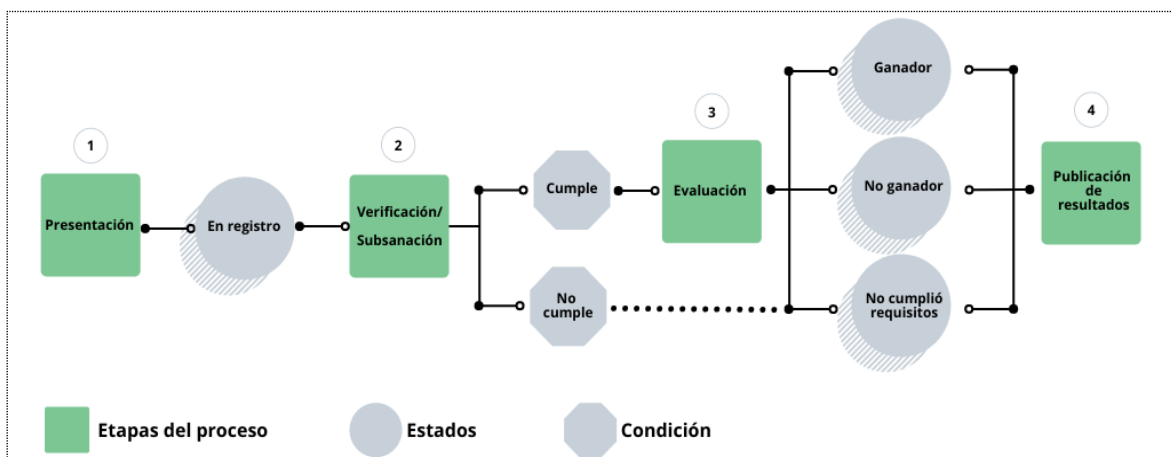 1
Presentación
En registro
2
Verificación/
Subsanación
Cumple
No
cumple
3
Evaluación
Ganador
No ganador
No cumplió
requisitos
4
Publicación
de
resultados
Etapas del proceso
Estados
Condición